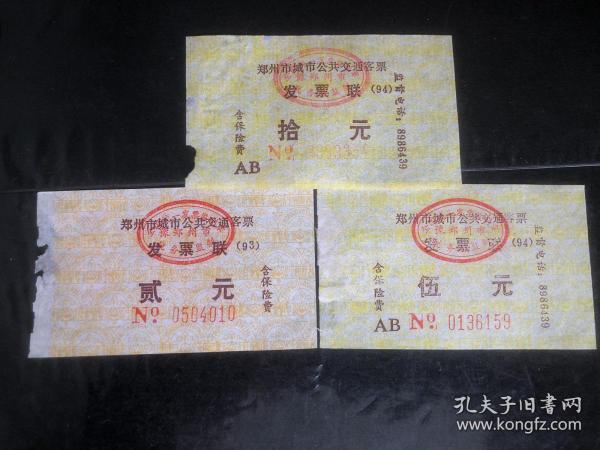 郑州市城市公共交通客票
发票联 (94)
拾 元
含保险费
AB No
监督电话：8986439
郑州市城市公共交通客票
发票联 (93)
贰 元
含保险费
No 0504010
郑州市城市公共交通客票
发票联 (94)
伍 元
含保险费
AB No 0136159
监督电话：8986439
孔夫子旧书网
www.kongfz.com